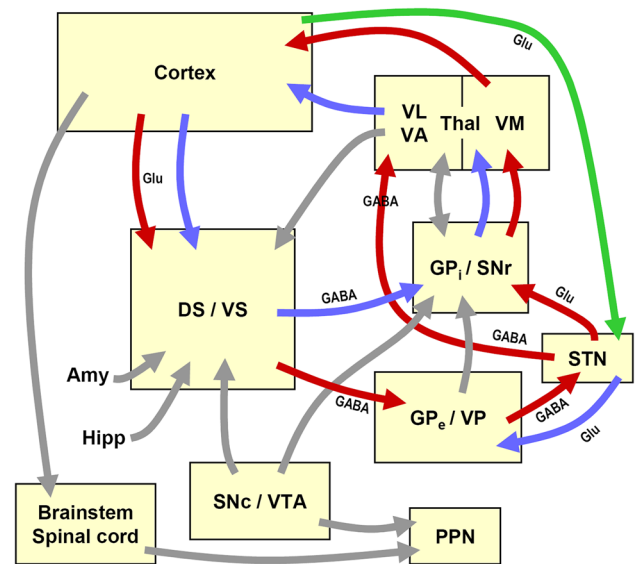 Glu
Cortex
VL
VA
Thal
VM
Glu
GABA
GPi / SNr
DS / VS
GABA
Glu
GABA
STN
Amy
GABA
GPe / VP
GABA
Glu
Hipp
SNc / VTA
Brainstem
Spinal cord
PPN